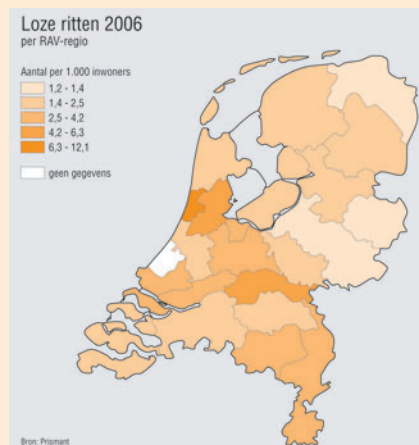 Loze ritten 2006
per RAV-regio
Aantal per 1.000 inwoners
1,2 - 1,4
1,4 - 2,5
2,5 - 4,2
4,2 - 6,3
6,3 - 12,1
geen gegevens
Bron: Prismant